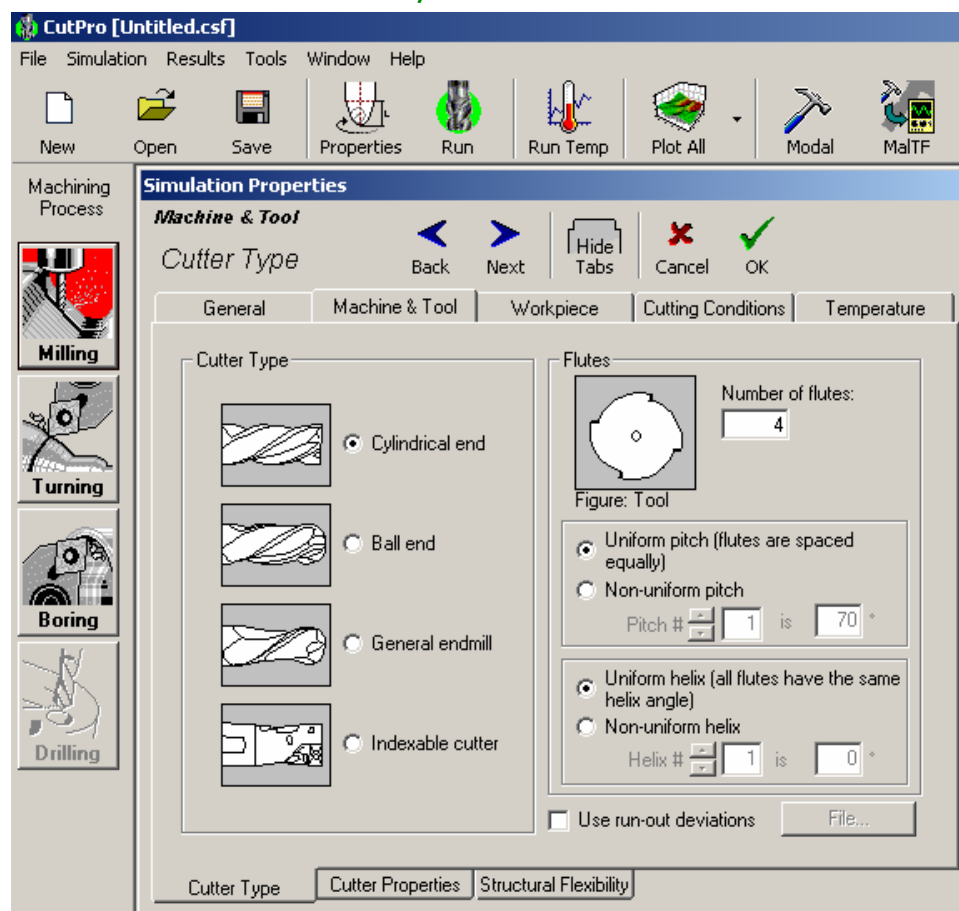 CutPro [Untitled.csf]
File Simulation Results Tools Window Help
New Open Save Properties Run Run Temp Plot All Modal MalTF
Machining
Process
Milling
Turning
Boring
Drilling
Simulation Properties
Machine & Tool
Cutter Type
Back Next Hide
Tabs Cancel OK
General Machine & Tool Workpiece Cutting Conditions Temperature
Cutter Type
Cylindrical end
Ball end
General endmill
Indexable cutter
Flutes
Number of flutes:
4
Figure: Tool
Uniform pitch (flutes are spaced
equally)
Non-uniform pitch
Pitch # 1 is 70 °
Uniform helix (all flutes have the same
helix angle)
Non-uniform helix
Helix # 1 is 0 °
Use run-out deviations File...
Cutter Type Cutter Properties Structural Flexibility